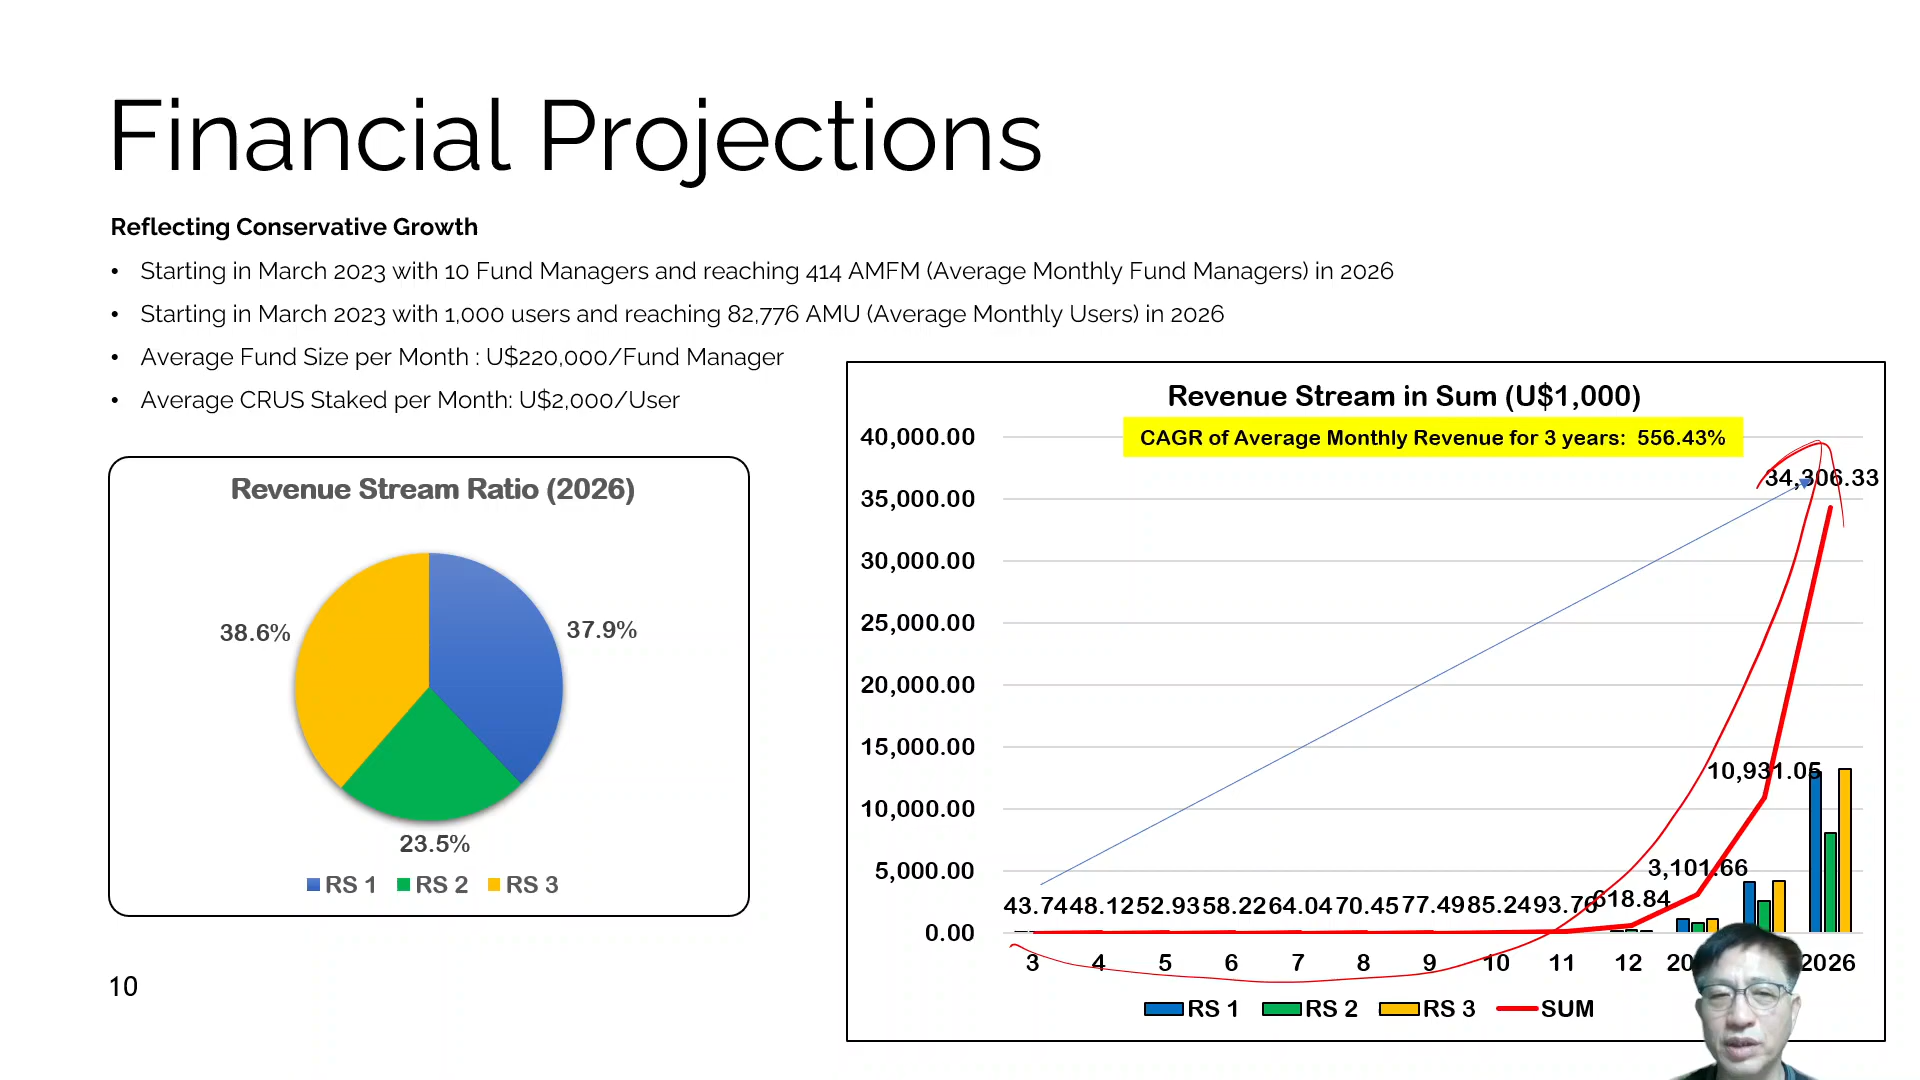 Financial Projections
Reflecting Conservative Growth
• Starting in March 2023 with 10 Fund Managers and reaching 414 AMFM (Average Monthly Fund Managers) in 2026
• Starting in March 2023 with 1,000 users and reaching 82,776 AMU (Average Monthly Users) in 2026
• Average Fund Size per Month : U$220,000/Fund Manager
• Average CRUS Staked per Month: U$2,000/User
Revenue Stream Ratio (2026)
38.6%
37.9%
23.5%
RS 1 RS 2 RS 3
10
Revenue Stream in Sum (U$1,000)
CAGR of Average Monthly Revenue for 3 years: 556.43%
40,000.00
35,000.00
30,000.00
25,000.00
20,000.00
15,000.00
10,000.00
5,000.00
0.00
34,306.33
10,931.05
3,101.66
43.74 48.12 52.93 58.22 64.04 70.45 77.49 85.24 93.76 618.84
3 4 5 6 7 8 9 10 11 12 2026
RS 1 RS 2 RS 3 SUM